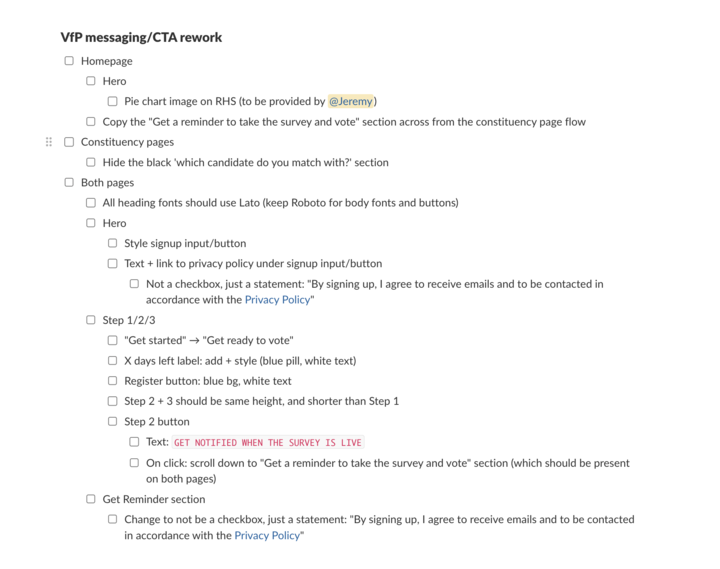 VfP messaging/CTA rework
Homepage
Hero
Pie chart image on RHS (to be provided by @Jeremy)
Copy the "Get a reminder to take the survey and vote" section across from the constituency page flow
Constituency pages
Hide the black 'which candidate do you match with?' section
Both pages
All heading fonts should use Lato (keep Roboto for body fonts and buttons)
Hero
Style signup input/button
Text + link to privacy policy under signup input/button
Not a checkbox, just a statement: "By signing up, I agree to receive emails and to be contacted in
accordance with the Privacy Policy"
Step 1/2/3
"Get started" → "Get ready to vote"
X days left label: add + style (blue pill, white text)
Register button: blue bg, white text
Step 2 + 3 should be same height, and shorter than Step 1
Step 2 button
Text: GET NOTIFIED WHEN THE SURVEY IS LIVE
On click: scroll down to "Get a reminder to take the survey and vote" section (which should be present
on both pages)
Get Reminder section
Change to not be a checkbox, just a statement: "By signing up, I agree to receive emails and to be contacted
in accordance with the Privacy Policy"